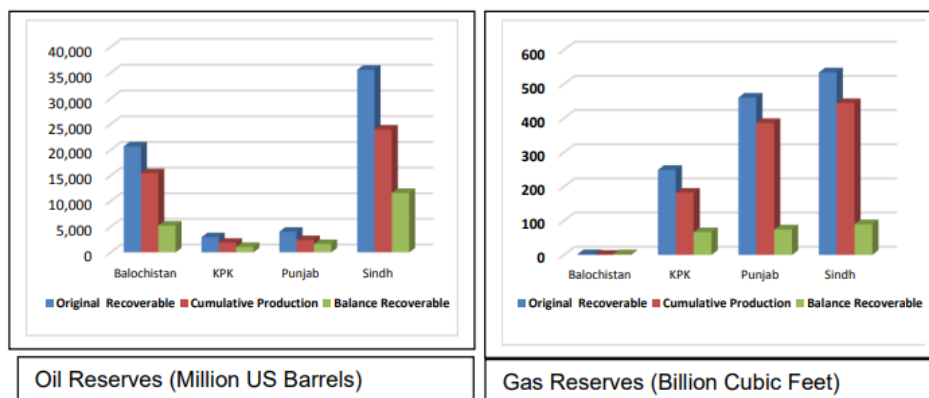 40,000
35,000
30,000
25,000
20,000
15,000
10,000
5,000
0
Balochistan KPK Punjab Sindh
Original Recoverable Cumulative Production Balance Recoverable
Oil Reserves (Million US Barrels)
600
500
400
300
200
100
0
Balochistan KPK Punjab Sindh
Original Recoverable Cumulative Production Balance Recoverable
Gas Reserves (Billion Cubic Feet)